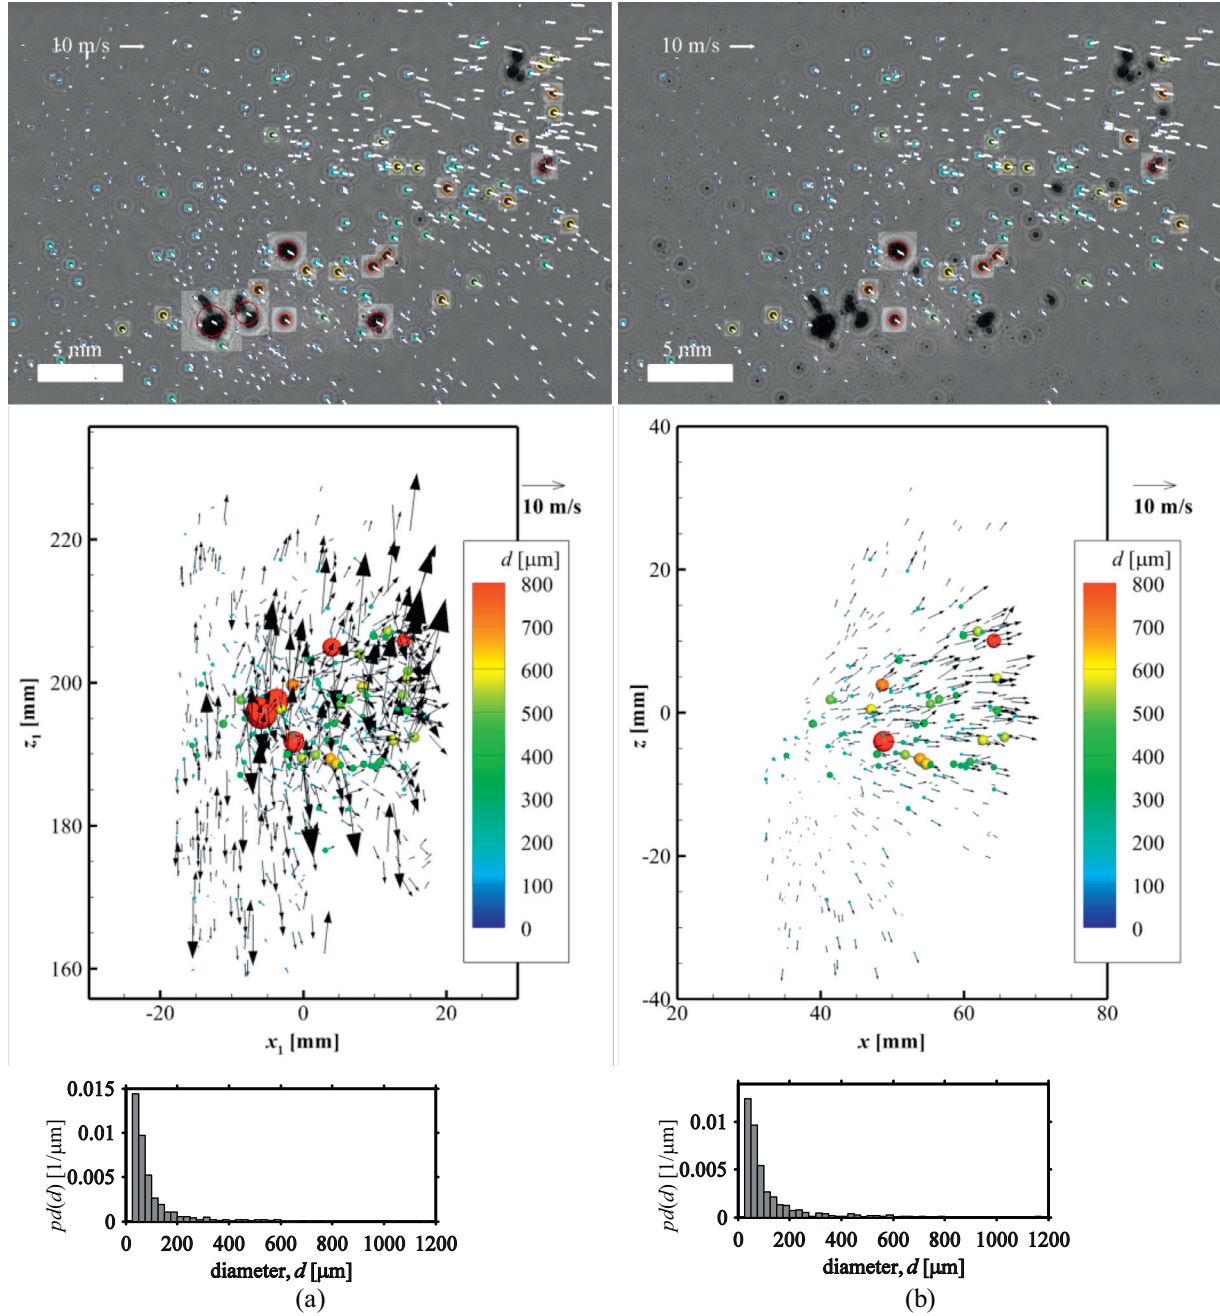 10 m/s
5 mm
10 m/s
5 mm
220
200
180
160
-20
0
20
z1 [mm]
x1 [mm]
10 m/s
d [µm]
800
700
600
500
400
300
200
100
0
40
20
0
-20
-40
20
40
60
80
z [mm]
x [mm]
10 m/s
d [µm]
800
700
600
500
400
300
200
100
0
0.015
0.01
0.005
0
pd(d) [1/µm]
0 200 400 600 800 1000 1200
diameter, d [µm]
(a)
0.01
0.005
0
pd(d) [1/µm]
0 200 400 600 800 1000 1200
diameter, d [µm]
(b)